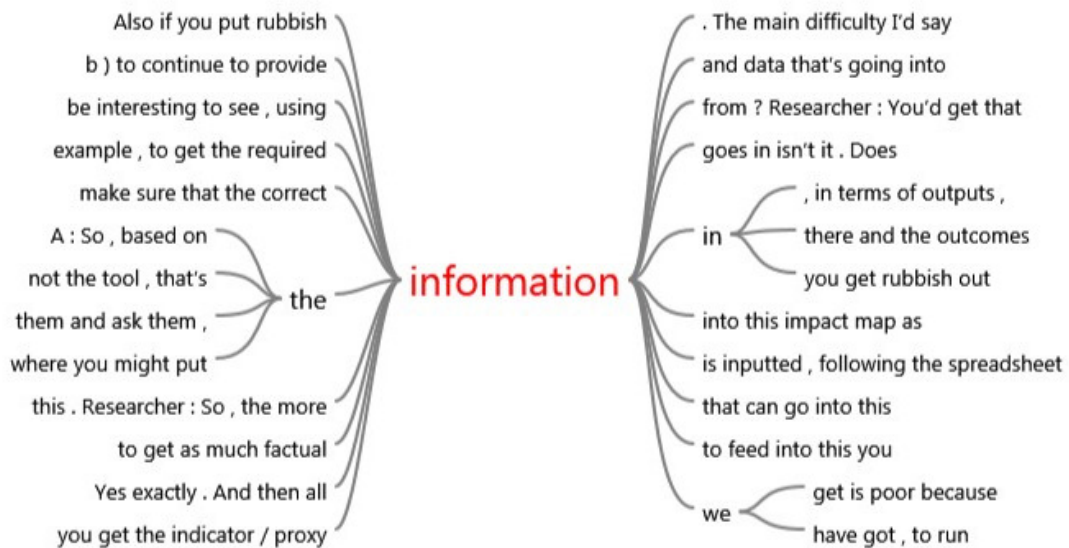 Also if you put rubbish
b ) to continue to provide
be interesting to see , using
example , to get the required
make sure that the correct
A : So , based on
not the tool , that's
them and ask them ,
where you might put
the
this . Researcher : So , the more
to get as much factual
Yes exactly . And then all
you get the indicator / proxy
information
. The main difficulty I'd say
and data that's going into
from ? Researcher : You'd get that
goes in isn't it . Does
in
, in terms of outputs ,
there and the outcomes
you get rubbish out
into this impact map as
is inputted , following the spreadsheet
that can go into this
to feed into this you
we
get is poor because
have got , to run